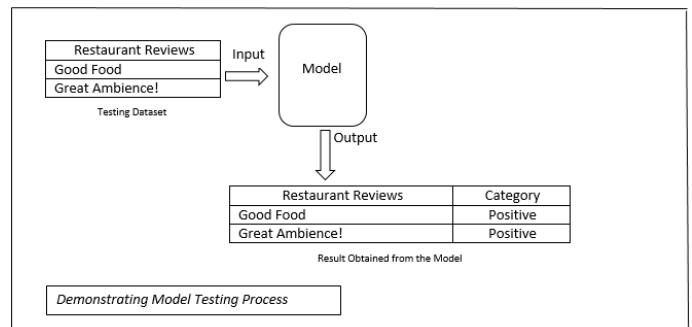 Restaurant Reviews
Good Food
Great Ambience!
Testing Dataset
Input
Model
Output
Restaurant Reviews Category
Good Food Positive
Great Ambience! Positive
Result Obtained from the Model
Demonstrating Model Testing Process